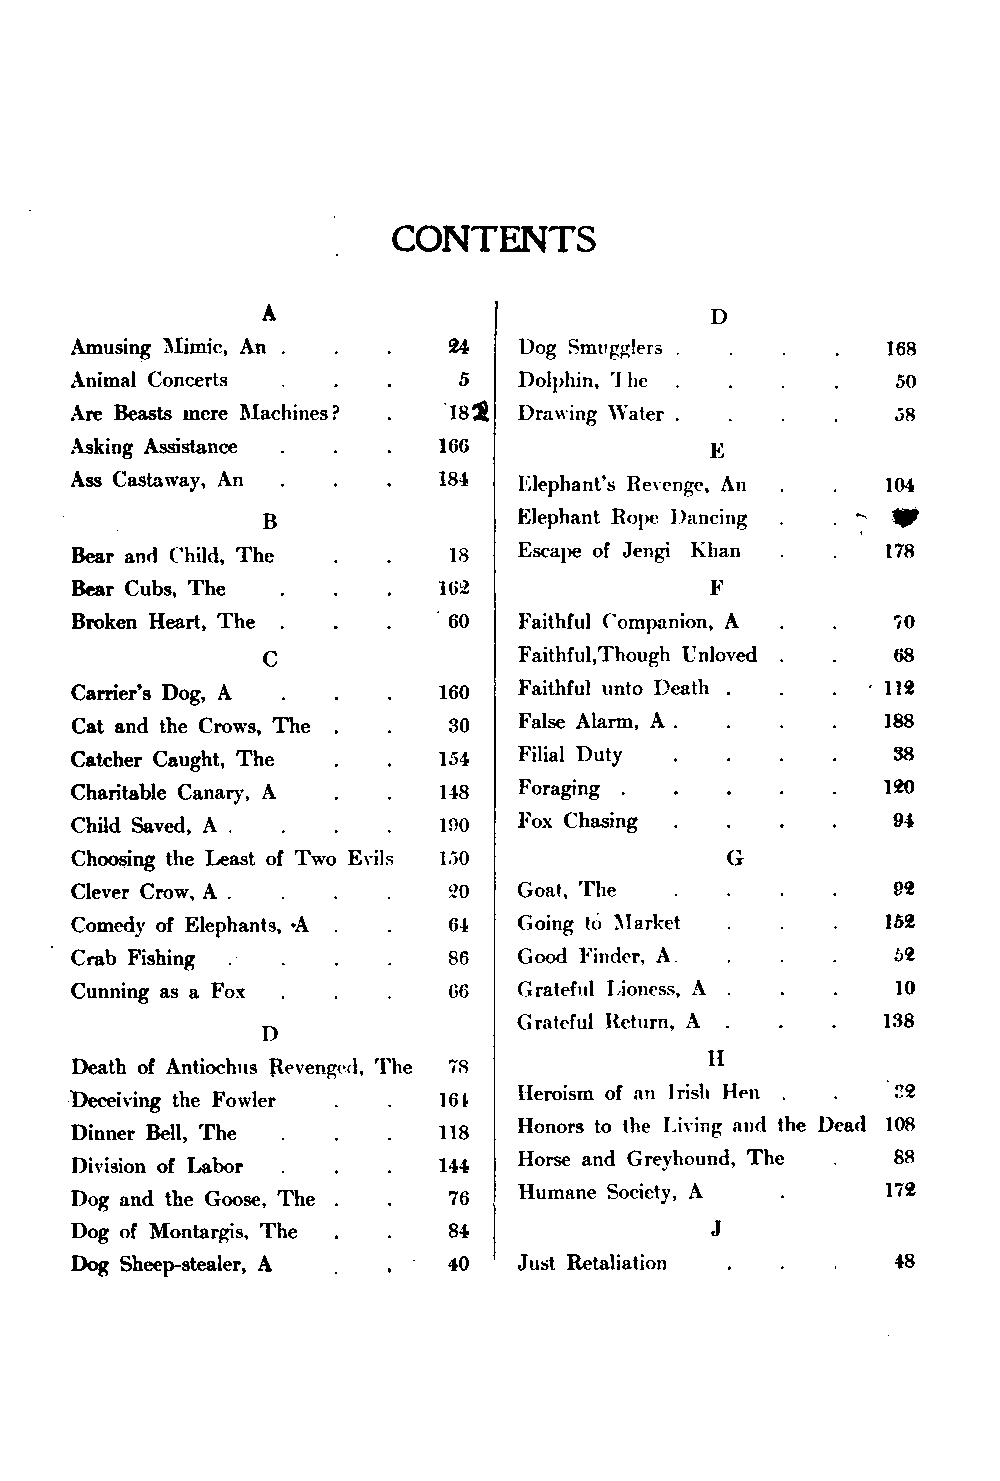 CONTENTS
A
Amusing Mimic, An . . . 24
Animal Concerts . . . 5
Are Beasts mere Machines? . 182
Asking Assistance . . . 166
Ass Castaway, An . . . 184
B
Bear and Child, The . . 18
Bear Cubs, The . . . 162
Broken Heart, The . . . 60
C
Carrier's Dog, A . . . 160
Cat and the Crows, The . . 30
Catcher Caught, The . . 154
Charitable Canary, A . . 148
Child Saved, A . . . . 190
Choosing the Least of Two Evils 150
Clever Crow, A . . . . 20
Comedy of Elephants, A . . 64
Crab Fishing . . . . 86
Cunning as a Fox . . . 66
D
Death of Antiochus Revenged, The 78
Deceiving the Fowler . . 164
Dinner Bell, The . . . 118
Division of Labor . . . 144
Dog and the Goose, The . . 76
Dog of Montargis, The . . 84
Dog Sheep-stealer, A . . 40
D
Dog Smugglers . . . . 168
Dolphin, The . . . . 50
Drawing Water . . . . 58
E
Elephant's Revenge, An . . 104
Elephant Rope Dancing . .
Escape of Jengi Khan . . 178
F
Faithful Companion, A . . 70
Faithful,Though Unloved . . 68
Faithful unto Death . . . 112
False Alarm, A . . . . 188
Filial Duty . . . . 38
Foraging . . . . . 120
Fox Chasing . . . . 94
G
Goat, The . . . . 92
Going to Market . . . 152
Good Finder, A . . . . 52
Grateful Lioness, A . . . 10
Grateful Return, A . . . 138
H
Heroism of an Irish Hen . . 32
Honors to the Living and the Dead 108
Horse and Greyhound, The . 88
Humane Society, A . 172
J
Just Retaliation . . . 48